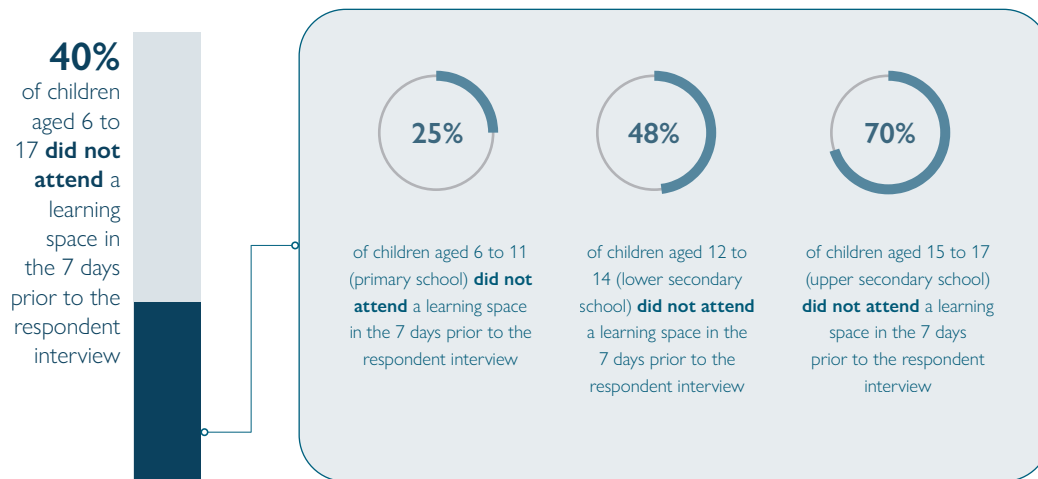 40%
of children
aged 6 to
17 did not
attend a
learning
space in
the 7 days
prior to the
respondent
interview
25%
of children aged 6 to 11
(primary school) did not
attend a learning space
in the 7 days prior to the
respondent interview
48%
of children aged 12 to
14 (lower secondary
school) did not attend
a learning space in the
7 days prior to the
respondent interview
70%
of children aged 15 to 17
(upper secondary school)
did not attend a learning
space in the 7 days
prior to the respondent
interview